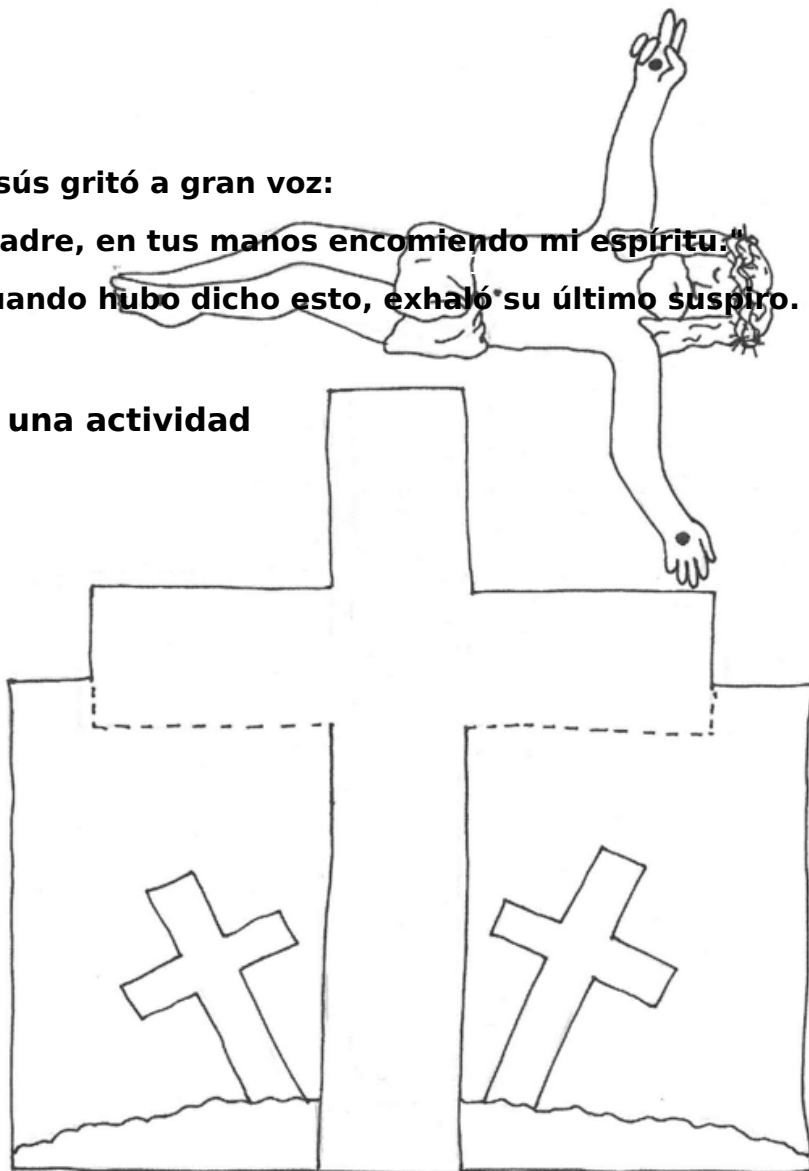 sús gritó a gran voz:
adre, en tus manos encomiendo mi espíritu."
uando hubo dicho esto, exhaló su último suspiro.
una actividad